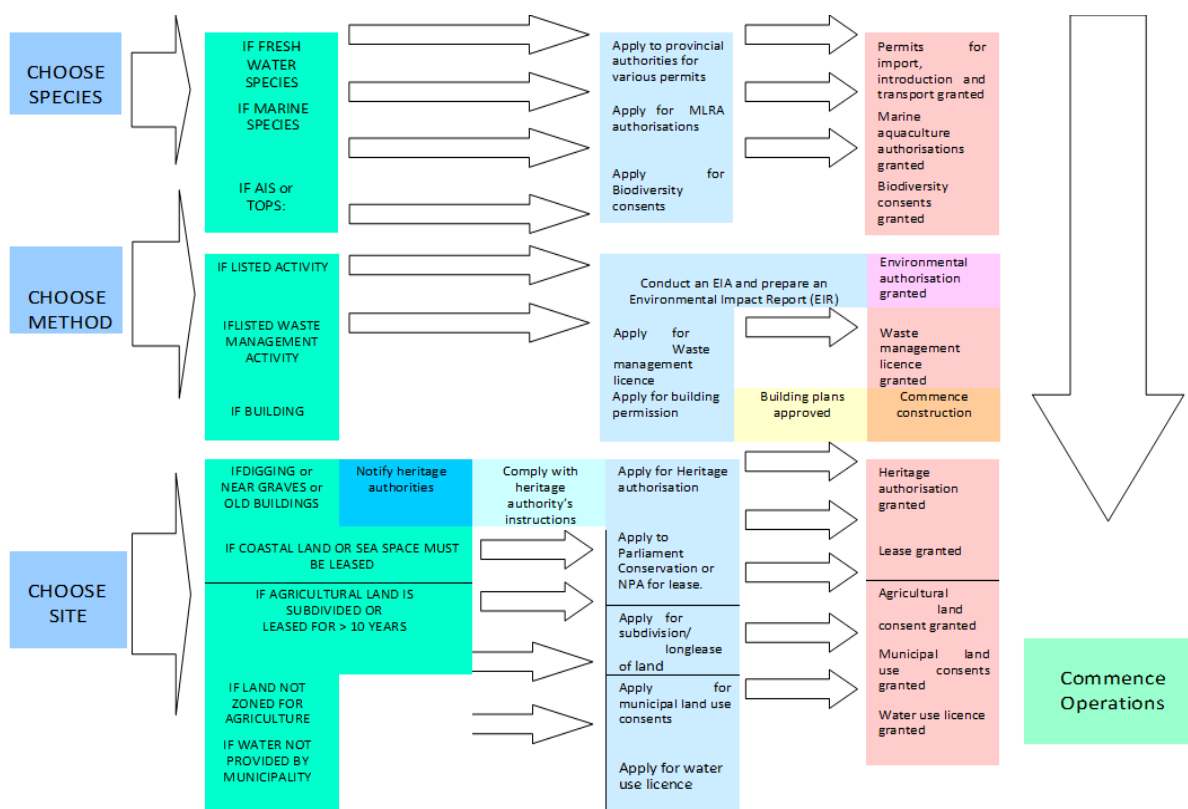 CHOOSE
SPECIES
IF FRESH
WATER
SPECIES
IF MARINE
SPECIES
IF AIS or
TOPS:
Apply to provincial
authorities for
various permits
Apply for MLRA
authorisations
Apply for
Biodiversity
consents
Permits for
import,
introduction and
transport granted
Marine
aquaculture
authorisations
granted
Biodiversity
consents
granted
CHOOSE
METHOD
IF LISTED ACTIVITY
IFLISTED WASTE
MANAGEMENT
ACTIVITY
IF BUILDING
Conduct an EIA and prepare an
Environmental Impact Report (EIR)
Apply for
Waste
management
licence
Apply for building
permission
Building plans
approved
Environmental
authorisation
granted
Waste
management
licence
granted
Commence
construction
CHOOSE
SITE
IFDIGGING or
NEAR GRAVES or
OLD BUILDINGS
Notify heritage
authorities
Comply with
heritage
authority's
instructions
Apply for Heritage
authorisation
Heritage
authorisation
granted
IF COASTAL LAND OR SEA SPACE MUST
BE LEASED
Apply to
Parliament
Conservation or
NPA for lease.
Lease granted
IF AGRICULTURAL LAND IS
SUBDIVIDED OR
LEASED FOR > 10 YEARS
Apply for
subdivision/
longlease
of land
Agricultural
land
consent granted
IF LAND NOT
ZONED FOR
AGRICULTURE
Apply for
municipal land use
consents
Municipal land
use consents
granted
IF WATER NOT
PROVIDED BY
MUNICIPALITY
Apply for water
use licence
Water use licence
granted
Commence
Operations